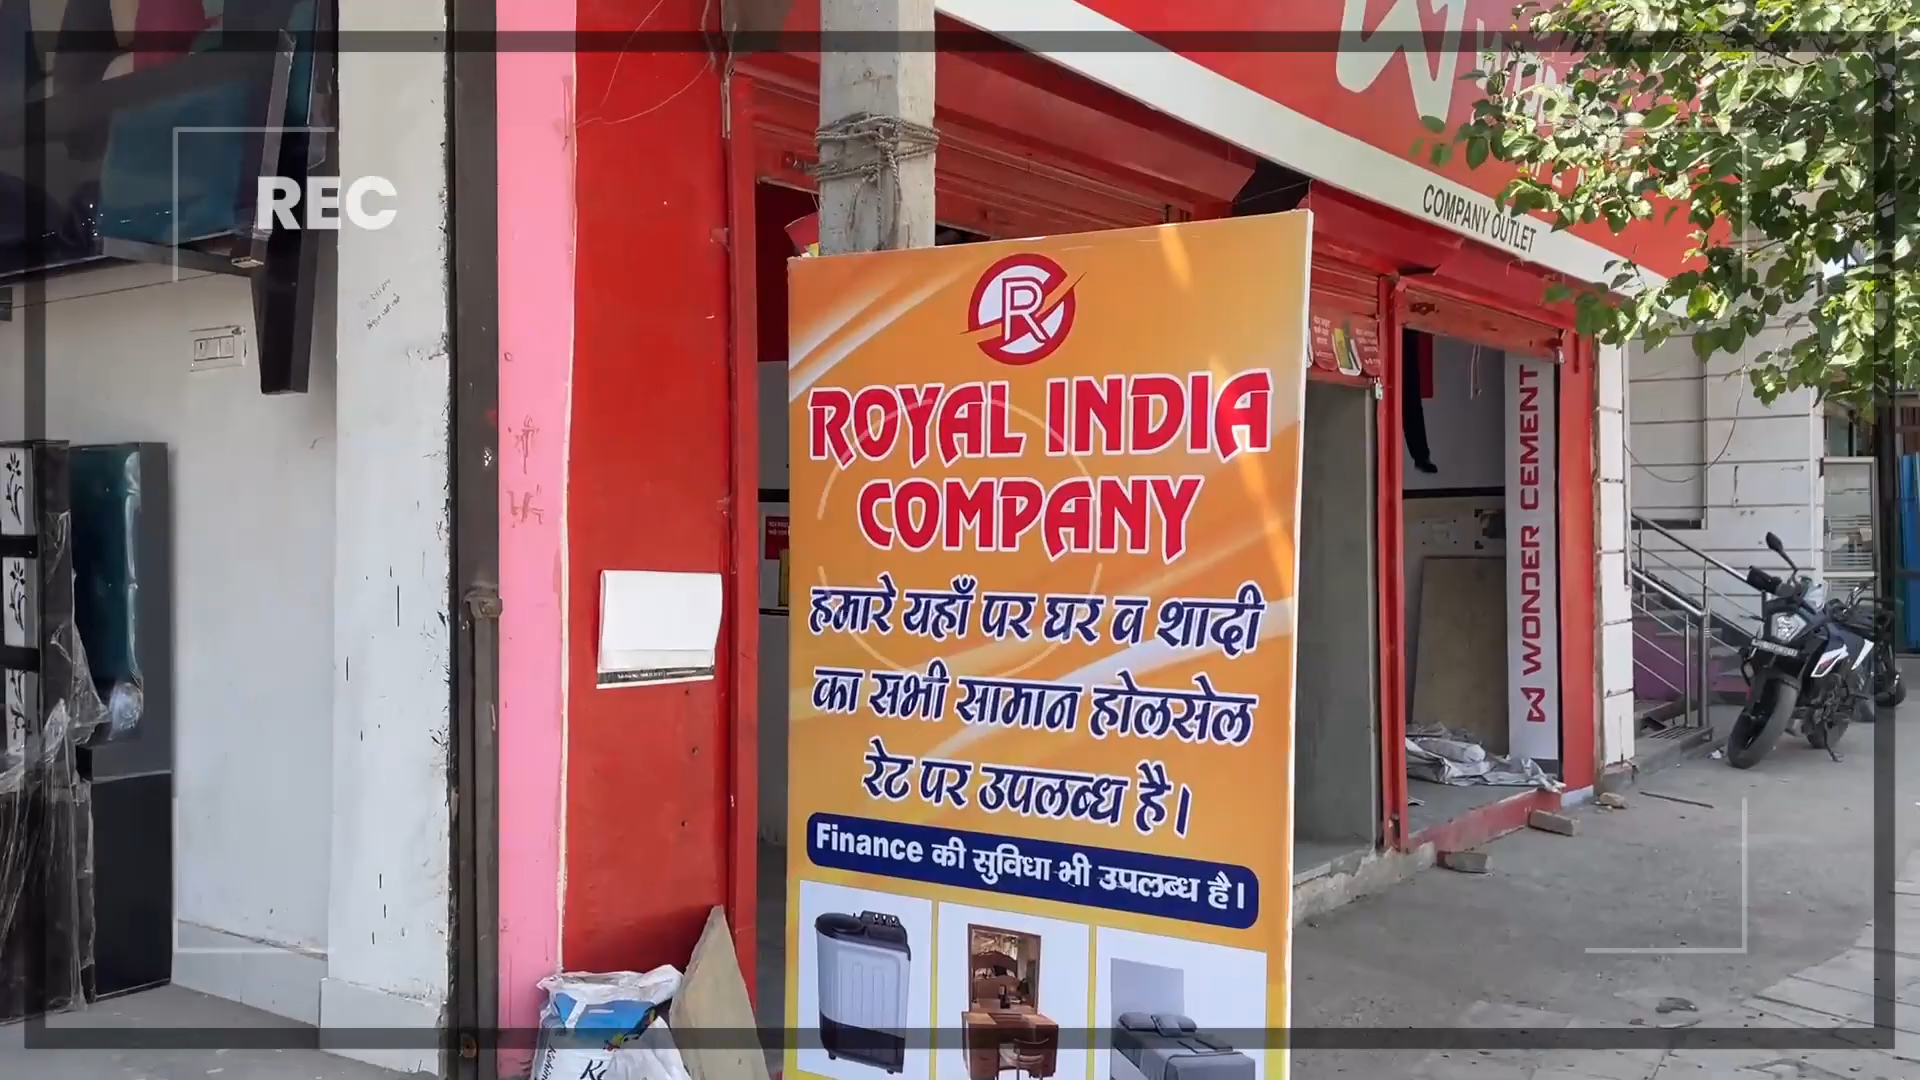 REC
COMPANY OUTLET
R
ROYAL INDIA
COMPANY
हमारे यहाँ पर घर व शादी
का सभी सामान होलसेल
रेट पर उपलब्ध है।
Finance की सुविधा भी उपलब्ध है।
WONDER CEMENT